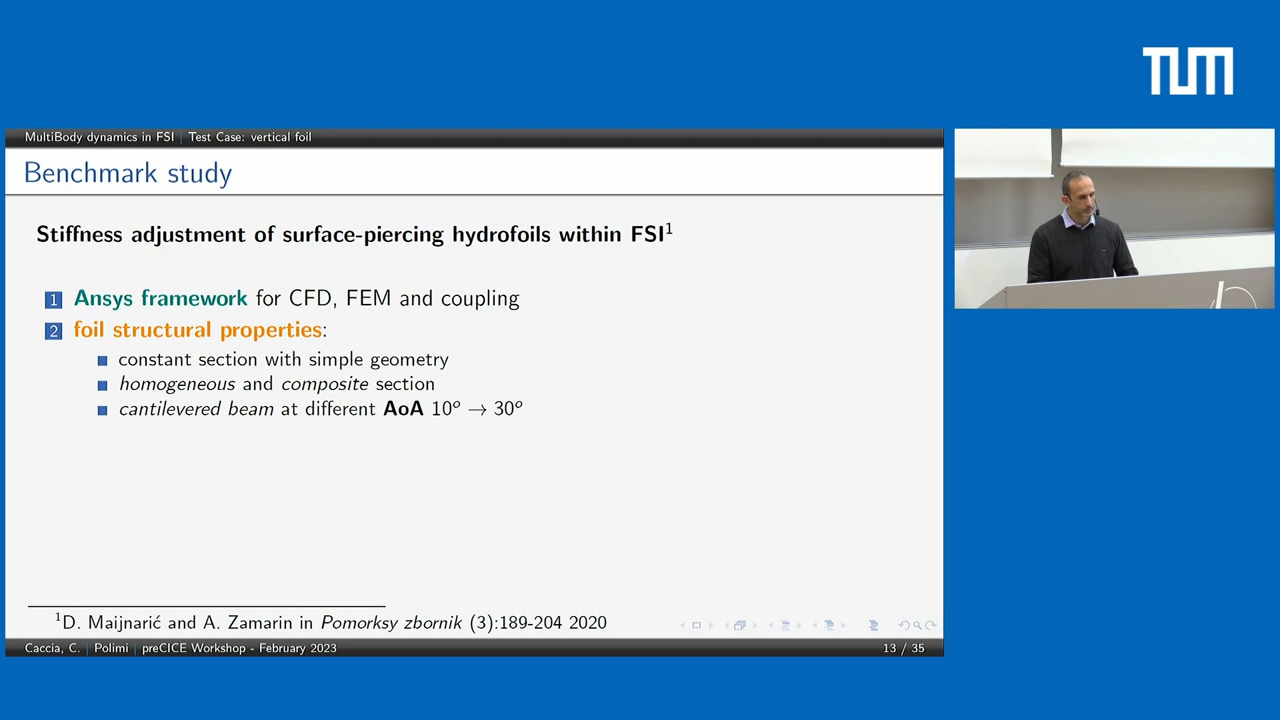 TUM
MultiBody dynamics in FSI | Test Case: vertical foil
Benchmark study
Stiffness adjustment of surface-piercing hydrofoils within FSI¹
1 Ansys framework for CFD, FEM and coupling
2 foil structural properties:
constant section with simple geometry
homogeneous and composite section
cantilevered beam at different AoA 10° → 30°
¹D. Maijnarić and A. Zamarin in Pomorksy zbornik (3):189-204 2020
Caccia, C. | Polimi | preCICE Workshop - February 2023
13 / 35